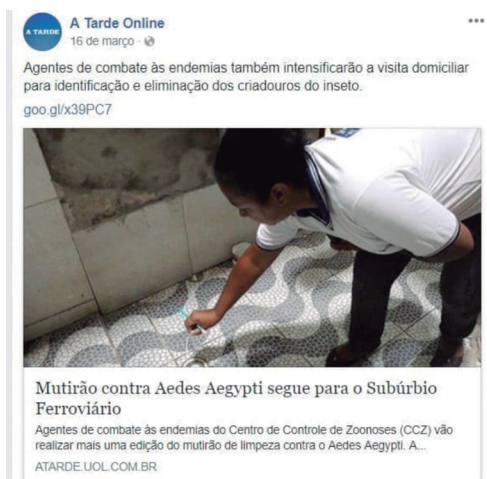 A TARDE
A Tarde Online
16 de março ·
Agentes de combate às endemias também intensificarão a visita domiciliar
para identificação e eliminação dos criadouros do inseto.
goo.gl/x39PC7
Mutirão contra Aedes Aegypti segue para o Subúrbio
Ferroviário
Agentes de combate às endemias do Centro de Controle de Zoonoses (CCZ) vão
realizar mais uma edição do mutirão de limpeza contra o Aedes Aegypti. A...
ATARDE.UOL.COM.BR